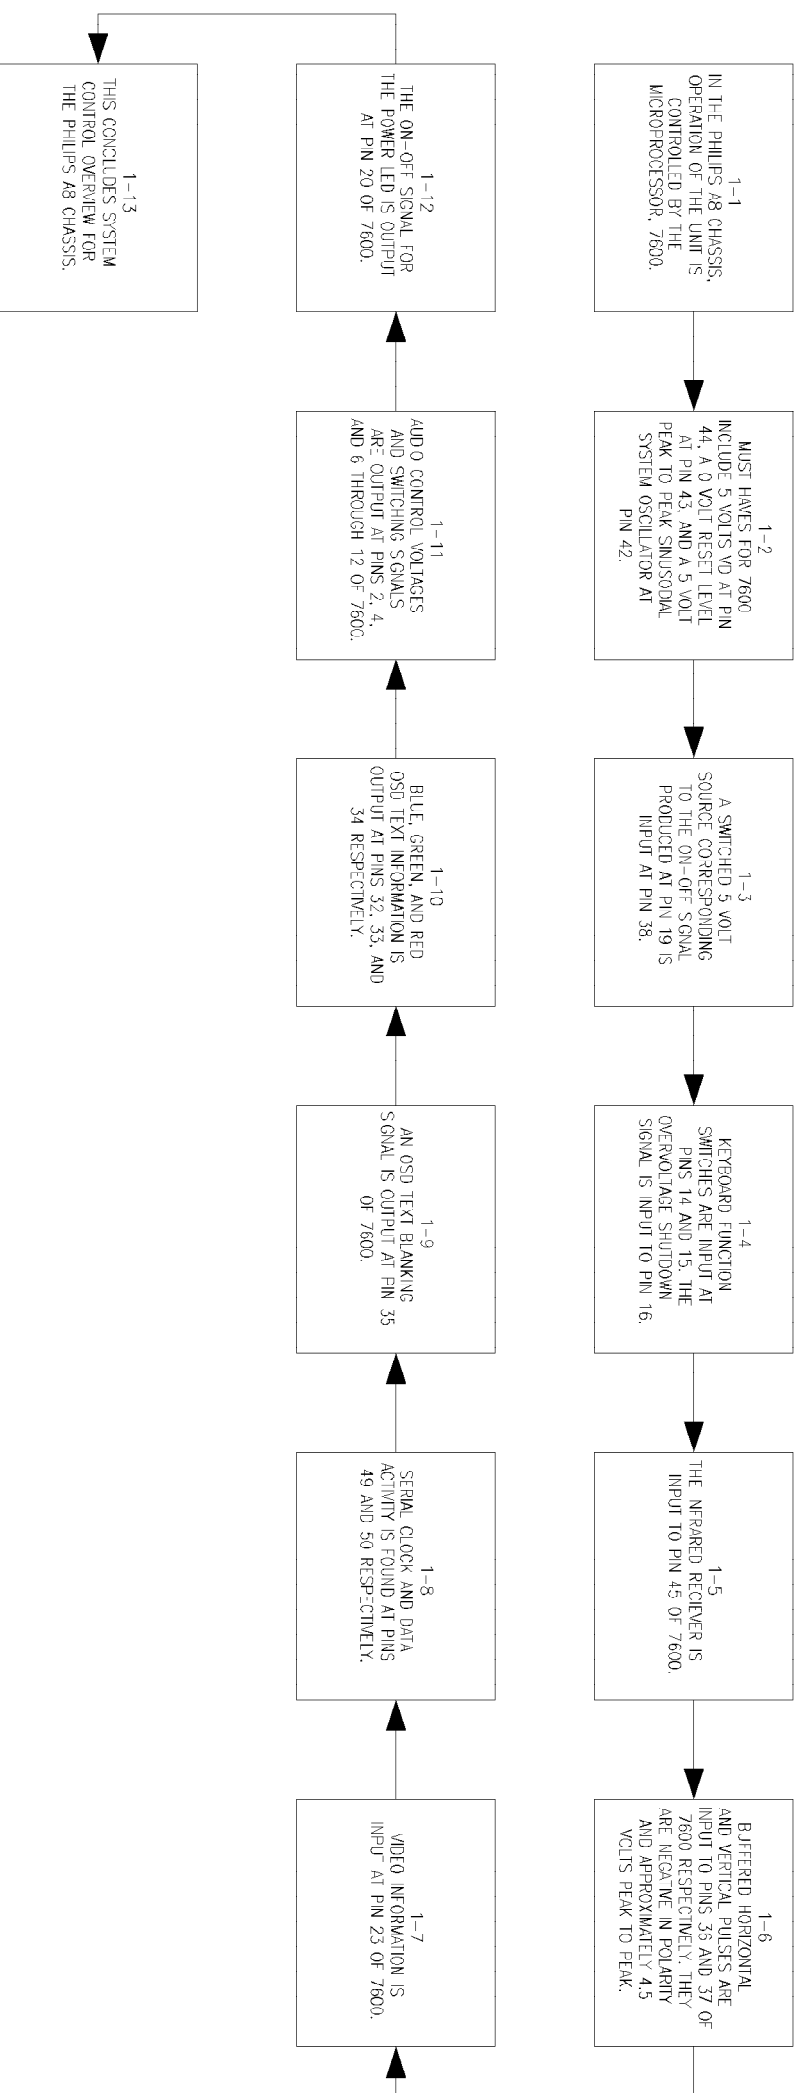 1-1
IN THE PHILIPS A8 CHASSIS,
OPERATION OF THE UNIT IS
CONTROLLED BY THE
MICROPROCESSOR, 7600.
1-2
MUST HAVES FOR 7600
INCLUDE 5 VOLTS VD AT PIN
44, A 0 VOLT RESET LEVEL
AT PIN 43, AND A 5 VOLT
PEAK TO PEAK SINUSODIAL
SYSTEM OSCILLATOR AT
PIN 42.
1-3
A SWITCHED 5 VOLT
SOURCE CORRESPONDING
TO THE ON-OFF SIGNAL
PRODUCED AT PIN 19 IS
INPUT AT PIN 38.
1-4
KEYBOARD FUNCTION
SWITCHES ARE INPUT AT
PINS 14 AND 15. THE
OVERVOLTAGE SHUTDOWN
SIGNAL IS INPUT TO PIN 16.
1-5
THE INFRARED RECIEVER IS
INPUT TO PIN 45 OF 7600.
1-6
BUFFERED HORIZONTAL
AND VERTICAL PULSES ARE
INPUT TO PINS 36 AND 37 OF
7600 RESPECTIVELY. THEY
ARE NEGATIVE IN POLARITY
AND APPROXIMATELY 4.5
VOLTS PEAK TO PEAK.
1-7
VIDEO INFORMATION IS
INPUT AT PIN 23 OF 7600.
1-8
SERIAL CLOCK AND DATA
ACTIVITY IS FOUND AT PINS
49 AND 50 RESPECTIVELY.
1-9
AN OSD TEXT BLANKING
SIGNAL IS OUTPUT AT PIN 35
OF 7600.
1-10
BLUE, GREEN, AND RED
OSD TEXT INFORMATION IS
OUTPUT AT PINS 32, 33, AND
34 RESPECTIVELY.
1-11
AUDIO CONTROL VOLTAGES
AND SWITCHING SIGNALS
ARE OUTPUT AT PINS 2, 4,
AND 6 THROUGH 12 OF 7600.
1-12
THE ON-OFF SIGNAL FOR
THE POWER LED IS OUTPUT
AT PIN 20 OF 7600.
1-13
THIS CONCLUDES SYSTEM
CONTROL OVERVIEW FOR
THE PHILIPS A8 CHASSIS.